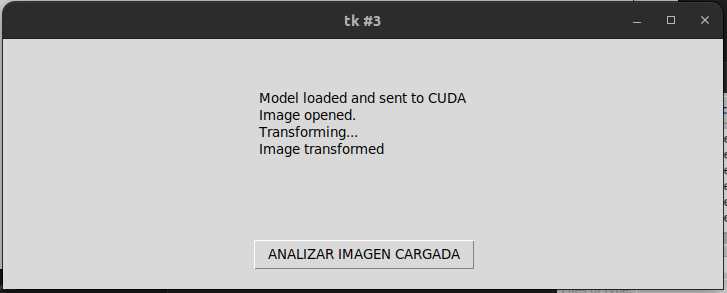 tk #3
Model loaded and sent to CUDA
Image opened.
Transforming...
Image transformed
ANALIZAR IMAGEN CARGADA